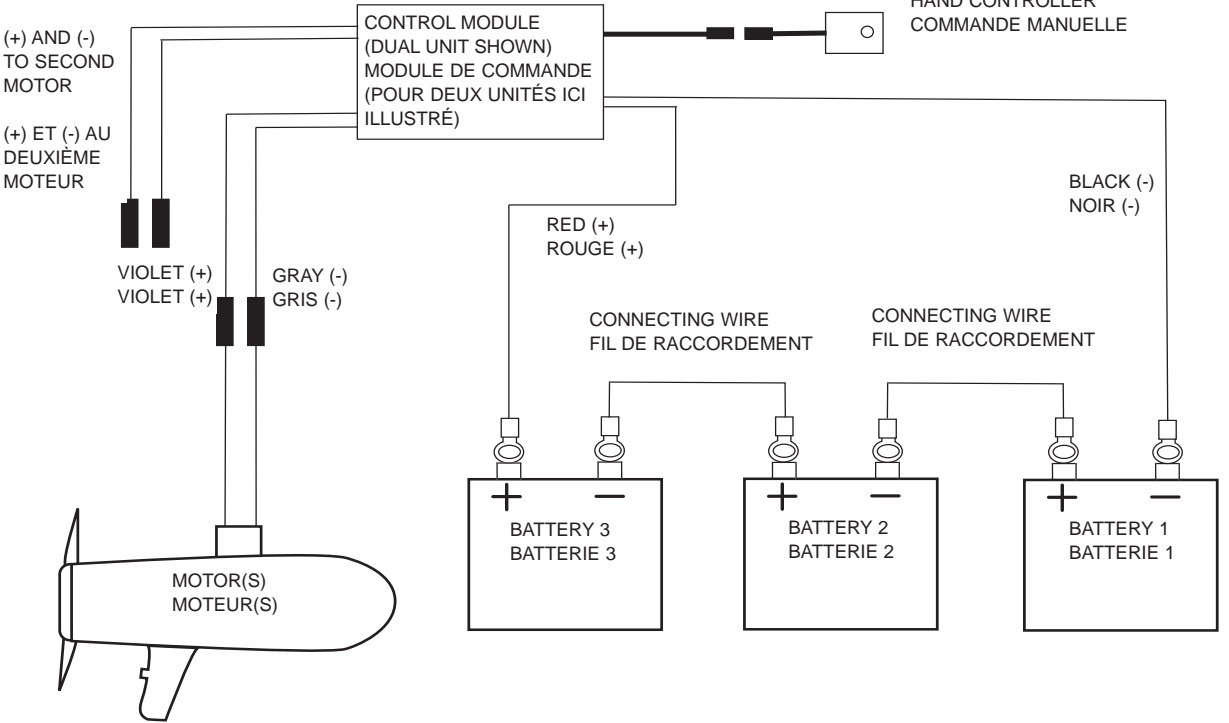 HAND CONTROLLER
COMMANDE MANUELLE
CONTROL MODULE
(DUAL UNIT SHOWN)
MODULE DE COMMANDE
(POUR DEUX UNITÉS ICI
ILLUSTRÉ)
(+) AND (-)
TO SECOND
MOTOR
(+) ET (-) AU
DEUXIÈME
MOTEUR
BLACK (-)
NOIR (-)
RED (+)
ROUGE (+)
VIOLET (+)
VIOLET (+)
GRAY (-)
GRIS (-)
CONNECTING WIRE
FIL DE RACCORDEMENT
CONNECTING WIRE
FIL DE RACCORDEMENT
+ −
BATTERY 3
BATTERIE 3
+ −
BATTERY 2
BATTERIE 2
+ −
BATTERY 1
BATTERIE 1
MOTOR(S)
MOTEUR(S)